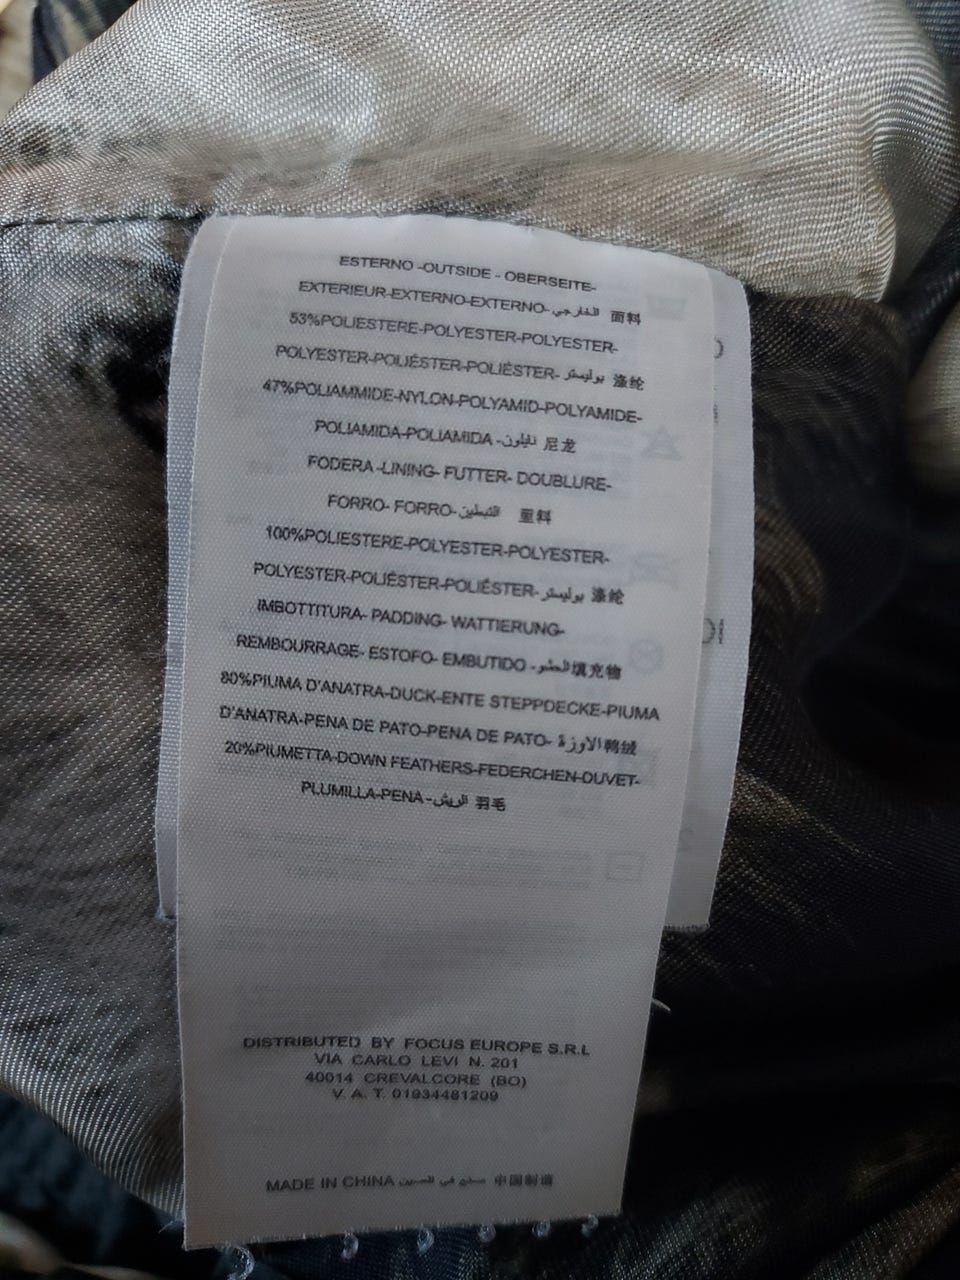 ESTERNO -OUTSIDE - OBERSEITE-
EXTERIEUR-EXTERNO-EXTERNO- الخارجي 面料
53%POLIESTERE-POLYESTER-POLYESTER-
POLYESTER-POLIÉSTER-POLIÉSTER- بوليستر 涤纶
47%POLIAMMIDE-NYLON-POLYAMID-POLYAMIDE-
POLIAMIDA-POLIAMIDA -نايلون 尼龙
FODERA -LINING- FUTTER- DOUBLURE-
FORRO- FORRO- التبطين 里料
100%POLIESTERE-POLYESTER-POLYESTER-
POLYESTER-POLIÉSTER-POLIÉSTER- بوليستر 涤纶
IMBOTTITURA- PADDING- WATTIERUNG-
REMBOURRAGE- ESTOFO- EMBUTIDO -الحشو 填充物
80%PIUMA D'ANATRA-DUCK-ENTE STEPPDECKE-PIUMA
D'ANATRA-PENA DE PATO-PENA DE PATO- الاوزة 鸭绒
20%PIUMETTA-DOWN FEATHERS-FEDERCHEN-DUVET-
PLUMILLA-PENA -الريش 羽毛
DISTRIBUTED BY FOCUS EUROPE S.R.L
VIA CARLO LEVI N. 201
40014 CREVALCORE (BO)
V. A. T. 01934481209
MADE IN CHINA صنع في الصين 中国制造